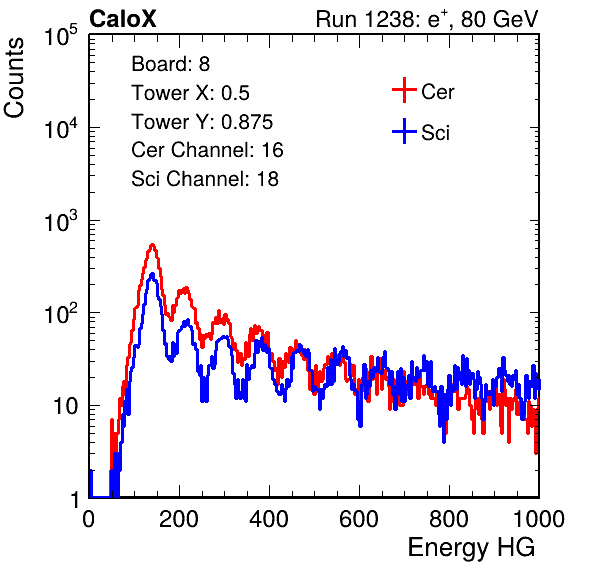 CaloX Run 1238: e⁺, 80 GeV
Board: 8
Tower X: 0.5
Tower Y: 0.875
Cer Channel: 16
Sci Channel: 18
Cer
Sci
Counts
10⁵
10⁴
10³
10²
10
1
0 200 400 600 800 1000
Energy HG